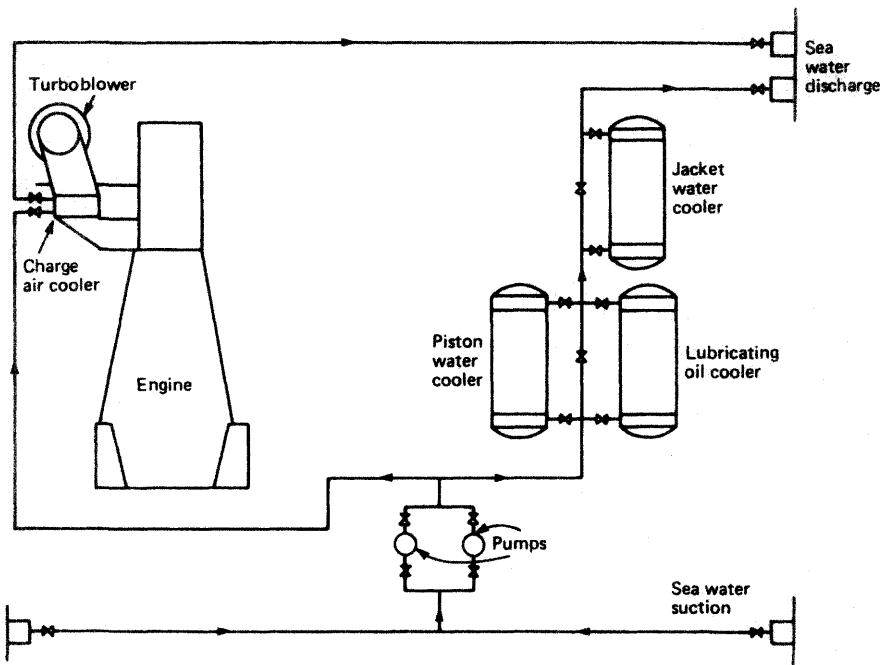 Sea
water
discharge
Turboblower
Jacket
water
cooler
Charge
air cooler
Piston
water
cooler
Lubricating
oil cooler
Engine
Pumps
Sea water
suction